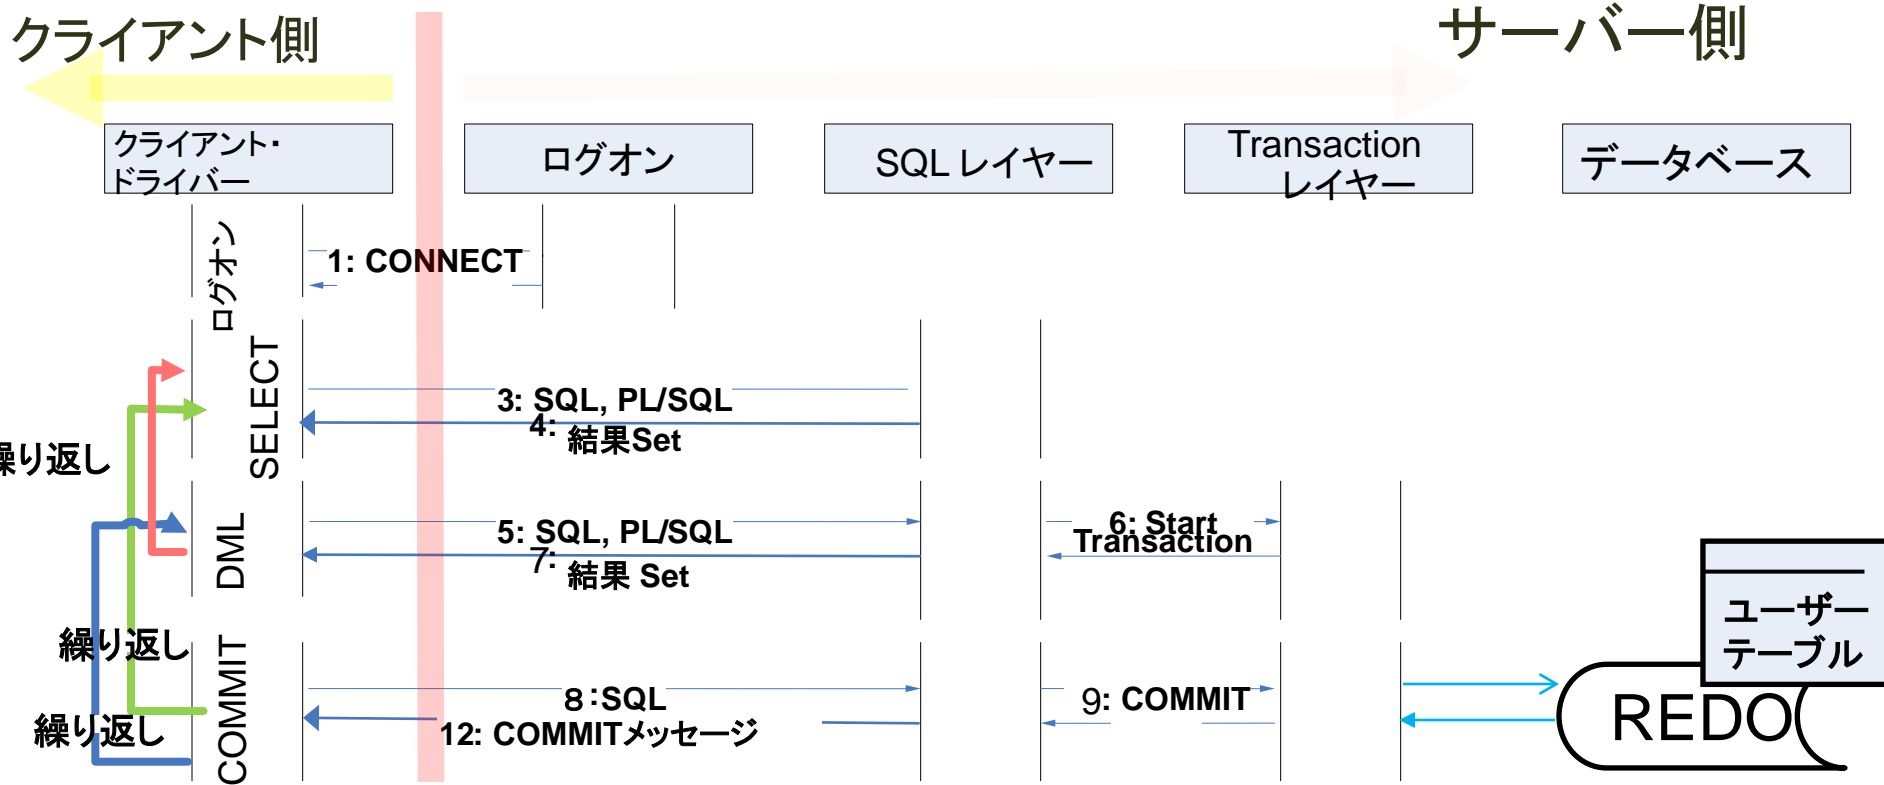 クライアント側
サーバー側
クライアント・
ドライバー
ログオン
SQL レイヤー
Transaction
レイヤー
データベース
ログオン
1: CONNECT
SELECT
3: SQL, PL/SQL
4:
結果Set
繰り返し
DML
5: SQL, PL/SQL
7:
結果 Set
6: Start
Transaction
ユーザー
テーブル
繰り返し
COMMIT
8:SQL
9: COMMIT
REDO
繰り返し
12: COMMITメッセージ